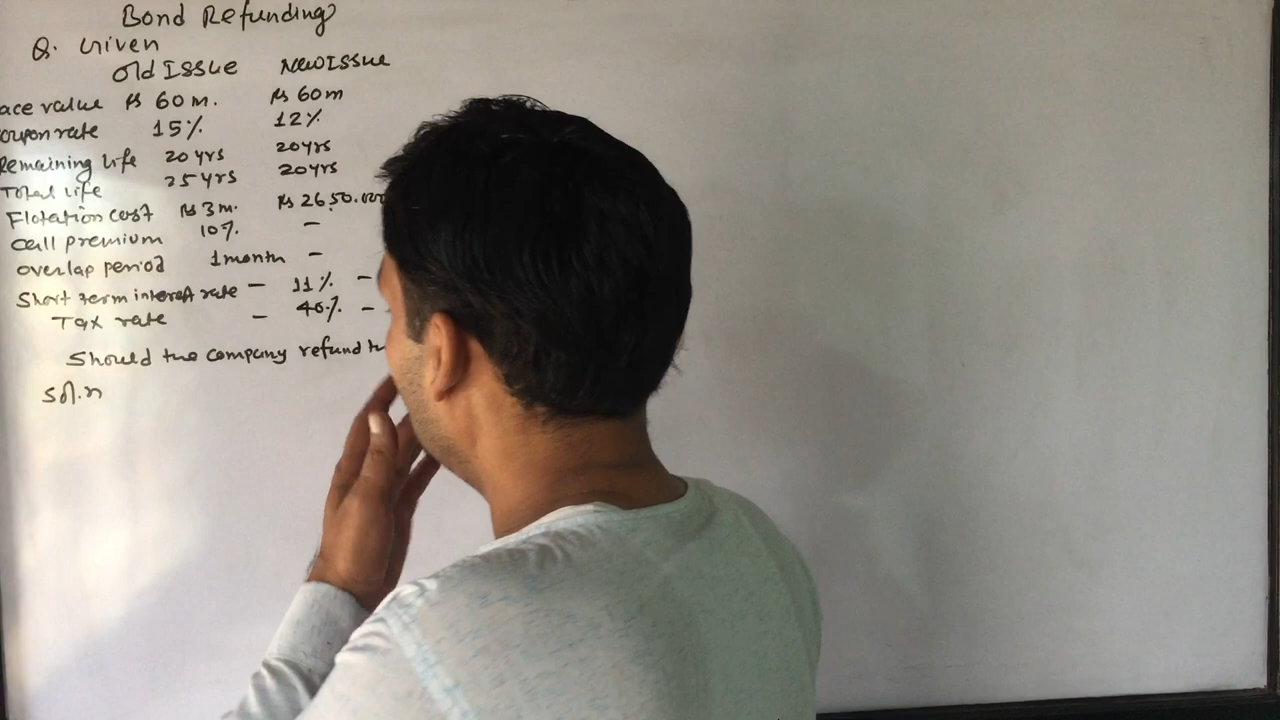 Bond Refunding
Q. Given
Old Issue New Issue
ace value Rs 60 m. Rs 60 m
oupon rate 15% 12%
Remaining life 20 yrs 20 yrs
Total life 25 yrs 20 yrs
Flotation cost Rs 3 m. Rs 2650.000
call premium 10% –
overlap period 1 month –
Short term interest rate – 11% –
Tax rate – 40% –
Should the company refund
Sol.n